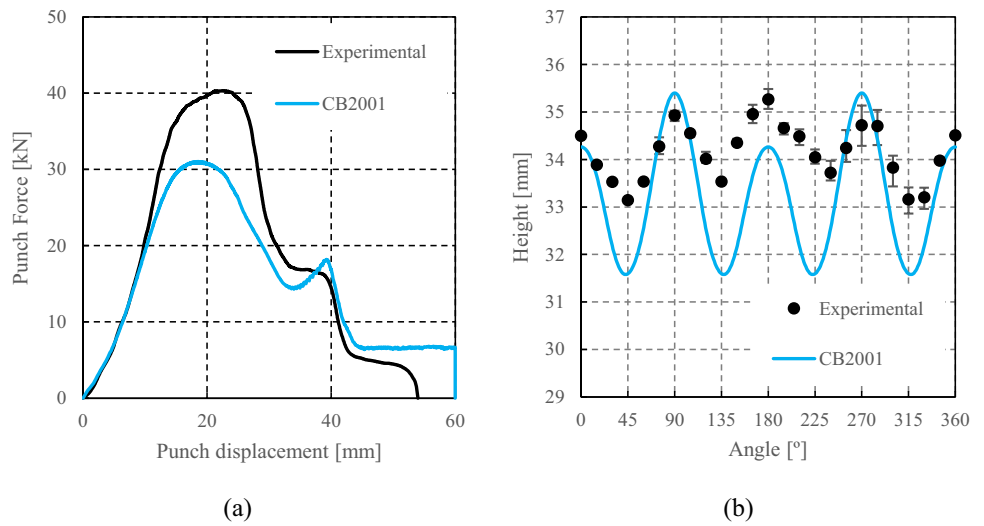 50
40
30
20
10
0
0 20 40 60
Punch Force [kN]
Punch displacement [mm]
Experimental
CB2001
(a)
37
36
35
34
33
32
31
30
29
0 45 90 135 180 225 270 315 360
Height [mm]
Angle [º]
Experimental
CB2001
(b)